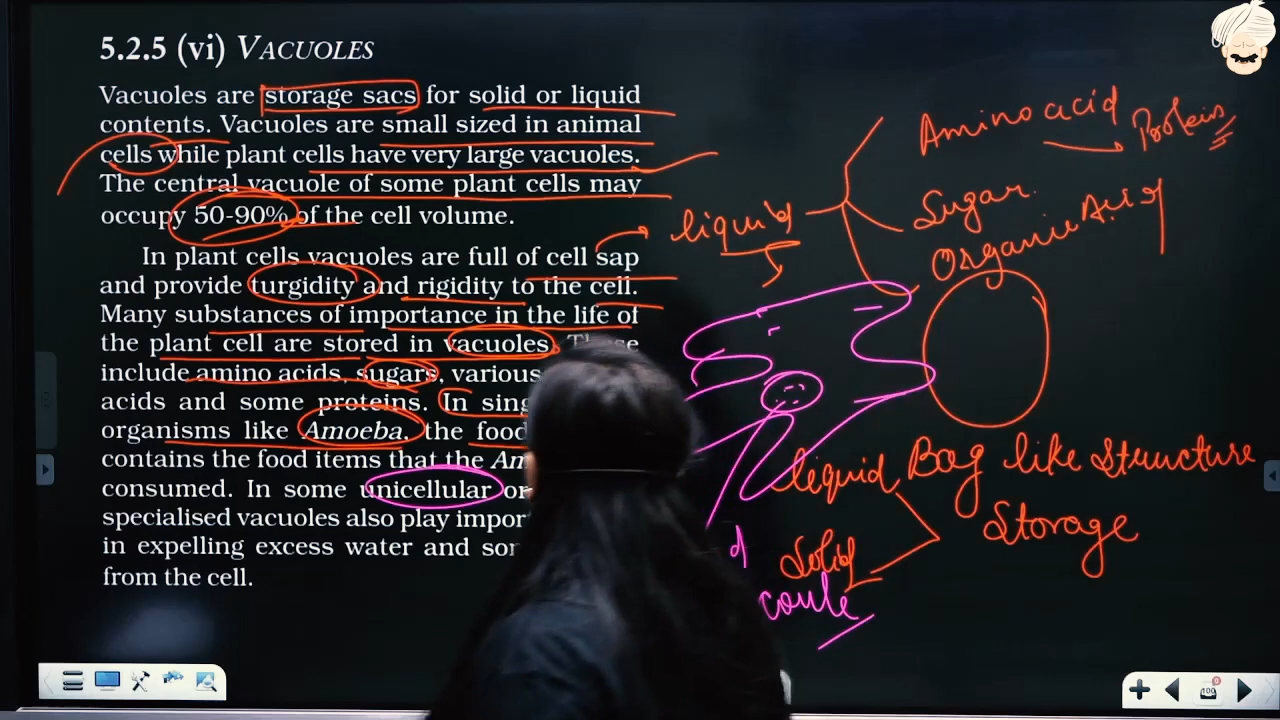 5.2.5 (vi) VACUOLES
Vacuoles are storage sacs for solid or liquid
contents. Vacuoles are small sized in animal
cells while plant cells have very large vacuoles.
The central vacuole of some plant cells may
occupy 50-90% of the cell volume.
In plant cells vacuoles are full of cell sap
and provide turgidity and rigidity to the cell.
Many substances of importance in the life of
the plant cell are stored in vacuoles.
include amino acids, sugars, various
acids and some proteins. In
organisms like Amoeba, the food
contains the food items that the
consumed. In some unicellular
specialised vacuoles also play
in expelling excess water and
from the cell.
Amino acid
Proteins
liquid
Sugar
Organic Acid
liquid
Bag like structure
Solid
Storage
100